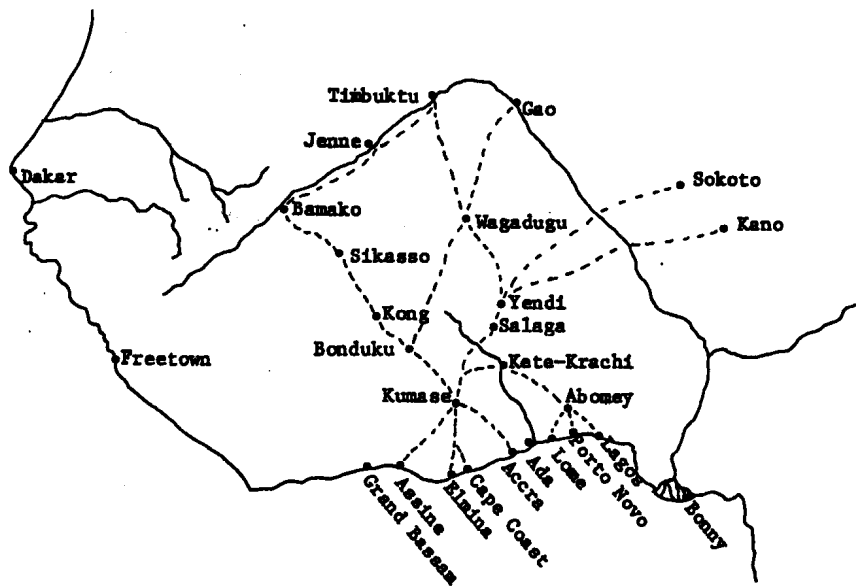 Timbuktu
Gao
Jenne
Dakar
Sokoto
Bamako
Wagadugu
Kano
Sikasso
Yendi
Kong
Salaga
Bonduku
Freetown
Kete-Krachi
Kumase
Abomey
Grand Bassam
Assine
Elmina
Cape Coast
Accra
Ada
Lome
Porto Novo
Lagos
Bonny